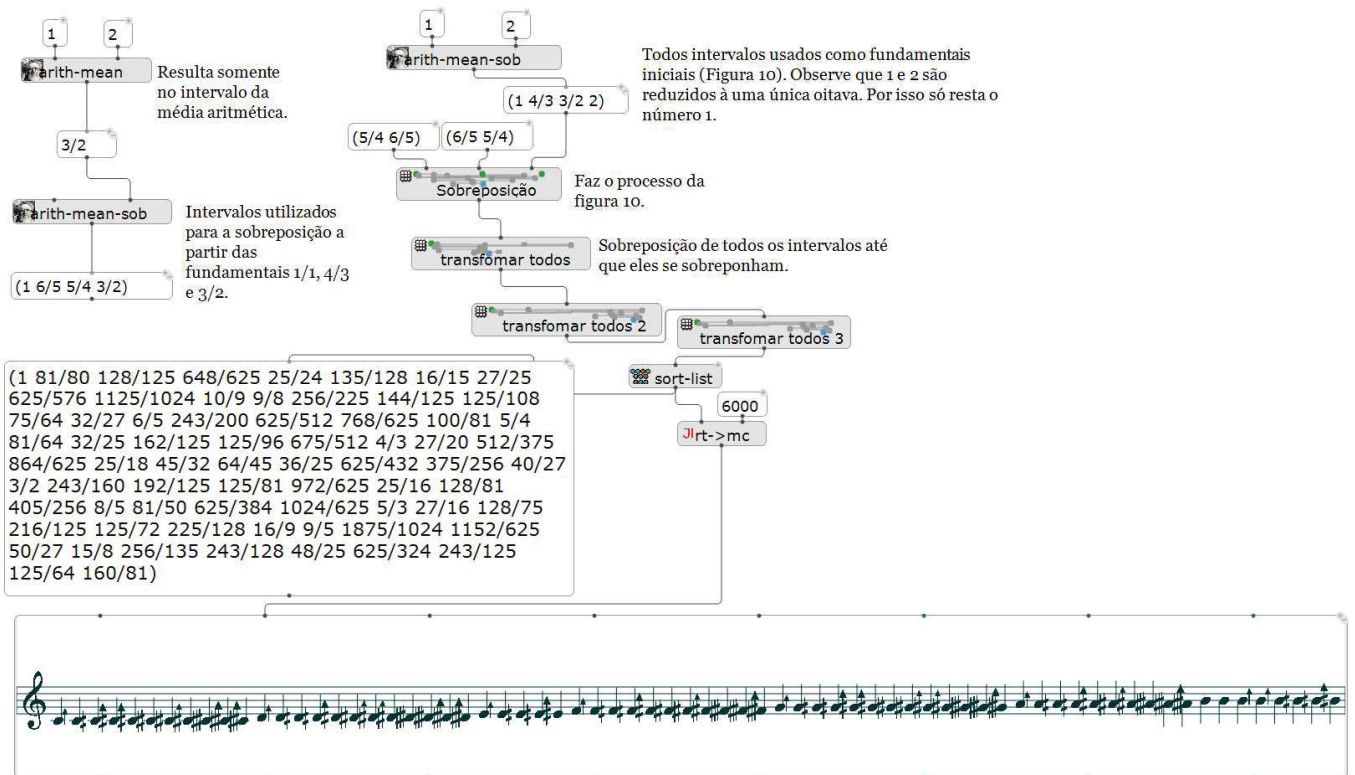 1
2
arith-mean
Resulta somente
no intervalo da
média aritmética.
3/2
arith-mean-sob
Intervalos utilizados
para a sobreposição a
partir das
fundamentais 1/1, 4/3
e 3/2.
(1 6/5 5/4 3/2)
1
2
arith-mean-sob
Todos intervalos usados como fundamentais
iniciais (Figura 10). Observe que 1 e 2 são
reduzidos à uma única oitava. Por isso só resta o
número 1.
(1 4/3 3/2 2)
(5/4 6/5)
(6/5 5/4)
Sobreposição
Faz o processo da
figura 10.
transfomar todos
Sobreposição de todos os intervalos até
que eles se sobreponham.
transfomar todos 2
transfomar todos 3
sort-list
6000
JI rt->mc
(1 81/80 128/125 648/625 25/24 135/128 16/15 27/25
625/576 1125/1024 10/9 9/8 256/225 144/125 125/108
75/64 32/27 6/5 243/200 625/512 768/625 100/81 5/4
81/64 32/25 162/125 125/96 675/512 4/3 27/20 512/375
864/625 25/18 45/32 64/45 36/25 625/432 375/256 40/27
3/2 243/160 192/125 125/81 972/625 25/16 128/81
405/256 8/5 81/50 625/384 1024/625 5/3 27/16 128/75
216/125 125/72 225/128 16/9 9/5 1875/1024 1152/625
50/27 15/8 256/135 243/128 48/25 625/324 243/125
125/64 160/81)